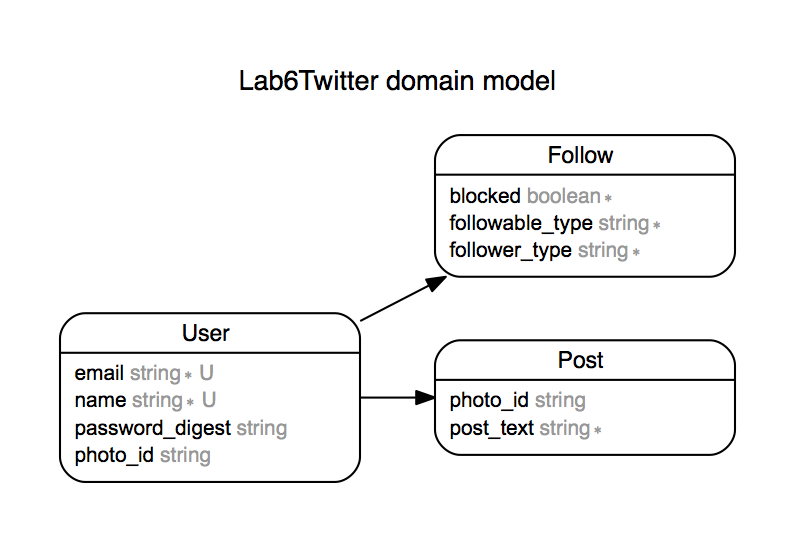 Lab6Twitter domain model
Follow
blocked boolean *
followable_type string *
follower_type string *
User
email string * U
name string * U
password_digest string
photo_id string
Post
photo_id string
post_text string *